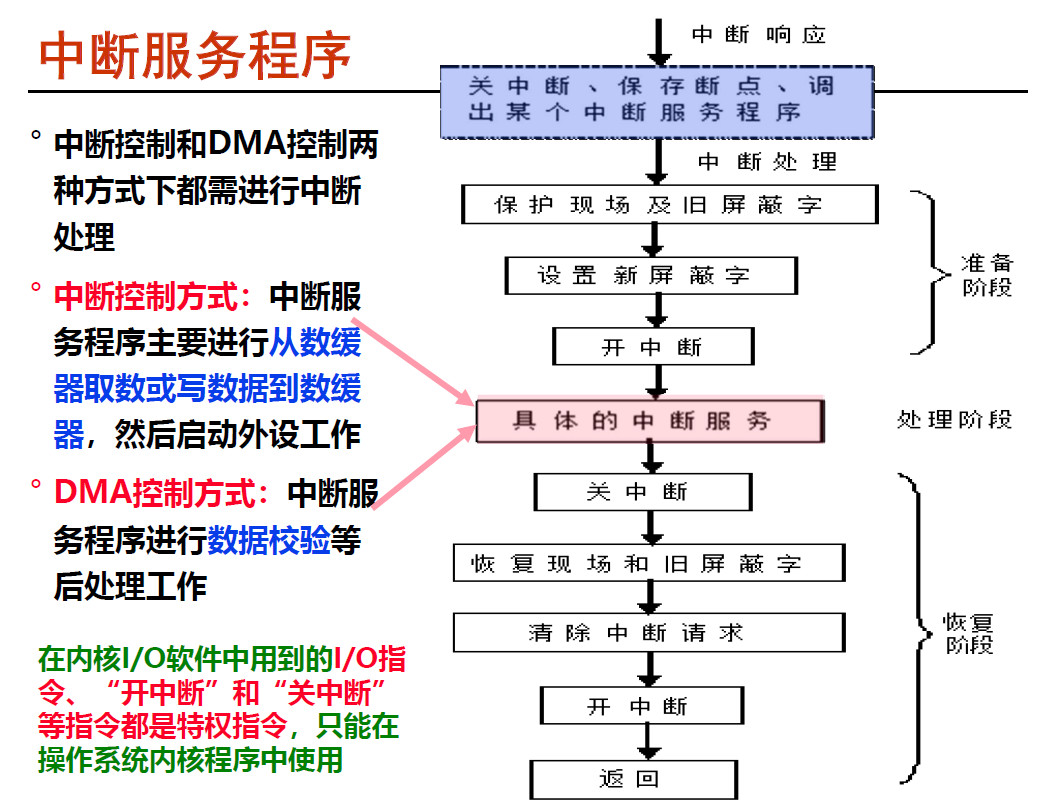 中断服务程序
° 中断控制和DMA控制两
种方式下都需进行中断
处理
° 中断控制方式：中断服
务程序主要进行从数缓
器取数或写数据到数缓
器，然后启动外设工作
° DMA控制方式：中断服
务程序进行数据校验等
后处理工作
在内核I/O软件中用到的I/O指
令、“开中断”和“关中断”
等指令都是特权指令，只能在
操作系统内核程序中使用
中断响应
关中断、保存断点、调
出某个中断服务程序
中断处理
保护现场及旧屏蔽字
设置新屏蔽字
开中断
准备
阶段
具体的中断服务
处理阶段
关中断
恢复现场和旧屏蔽字
清除中断请求
开中断
返回
恢复
阶段